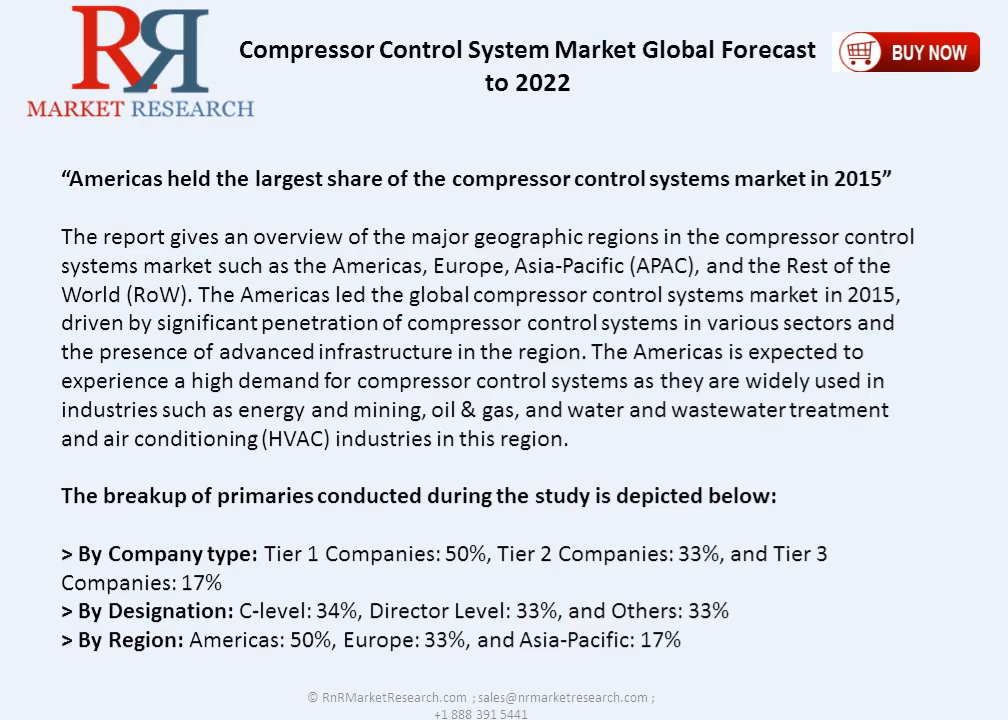 RR
MARKET RESEARCH
Compressor Control System Market Global Forecast
to 2022
BUY NOW
“Americas held the largest share of the compressor control systems market in 2015”
The report gives an overview of the major geographic regions in the compressor control
systems market such as the Americas, Europe, Asia-Pacific (APAC), and the Rest of the
World (RoW). The Americas led the global compressor control systems market in 2015,
driven by significant penetration of compressor control systems in various sectors and
the presence of advanced infrastructure in the region. The Americas is expected to
experience a high demand for compressor control systems as they are widely used in
industries such as energy and mining, oil & gas, and water and wastewater treatment
and air conditioning (HVAC) industries in this region.
The breakup of primaries conducted during the study is depicted below:
> By Company type: Tier 1 Companies: 50%, Tier 2 Companies: 33%, and Tier 3
Companies: 17%
> By Designation: C-level: 34%, Director Level: 33%, and Others: 33%
> By Region: Americas: 50%, Europe: 33%, and Asia-Pacific: 17%
© RnRMarketResearch.com ; sales@nrmarketresearch.com ;
+1 888 391 5441